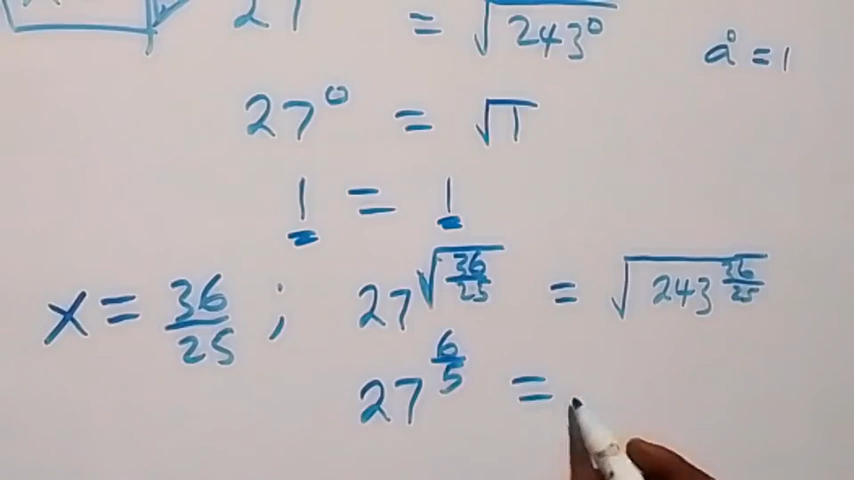 27 = √243⁰
a⁰ = 1
27⁰ = √1
1 = 1
x = 36/25 ; 27^√(36/25) = √(243^(36/25))
27^(6/5) =